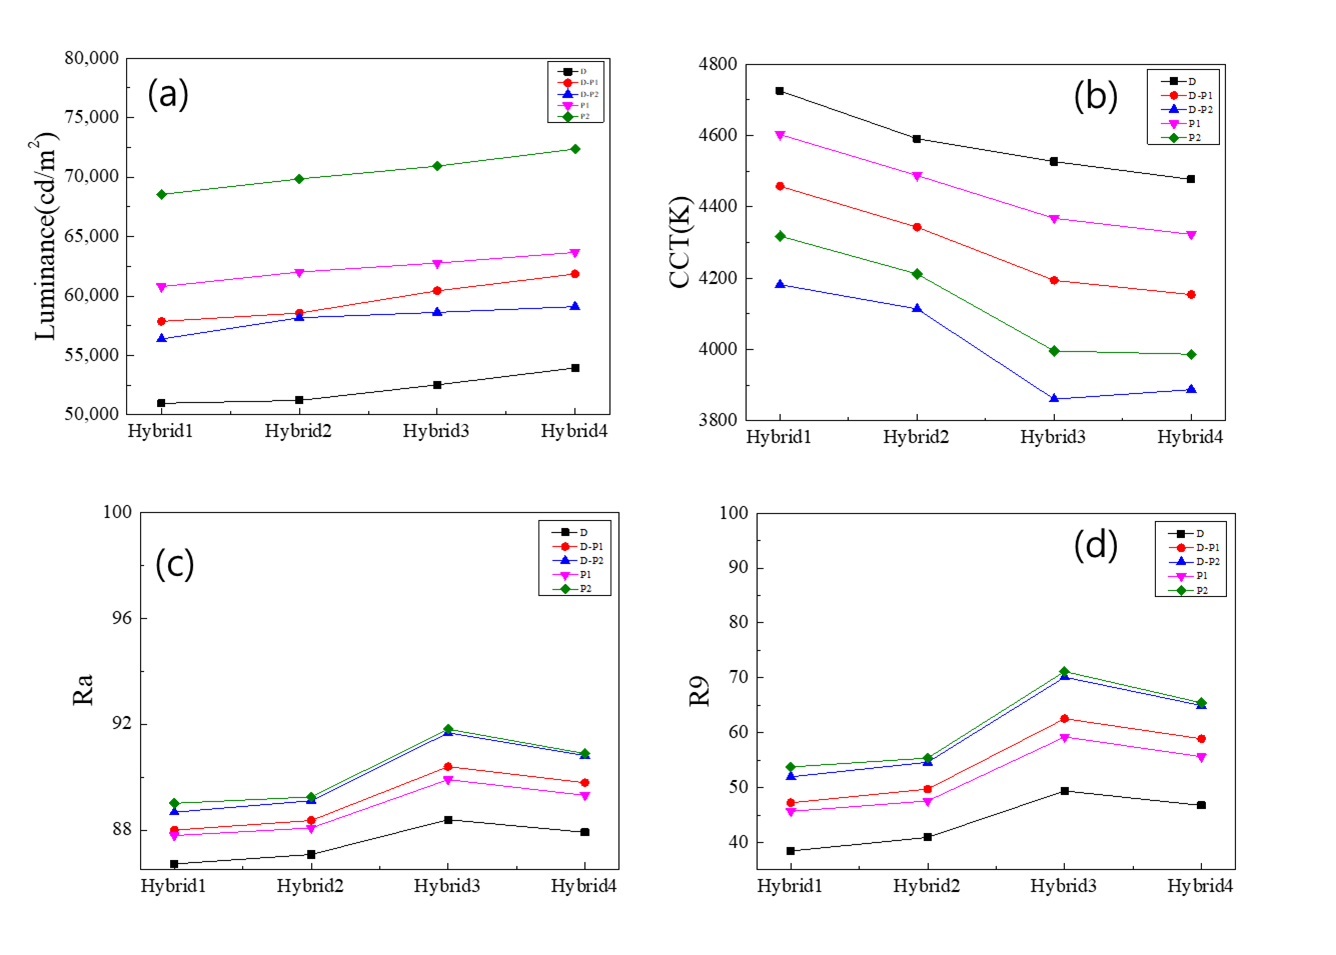 (a)
Luminance(cd/m2)
80,000
75,000
70,000
65,000
60,000
55,000
50,000
Hybrid1 Hybrid2 Hybrid3 Hybrid4
D
D-P1
D-P2
P1
P2
(b)
CCT(K)
4800
4600
4400
4200
4000
3800
Hybrid1 Hybrid2 Hybrid3 Hybrid4
D
D-P1
D-P2
P1
P2
(c)
Ra
100
96
92
88
Hybrid1 Hybrid2 Hybrid3 Hybrid4
D
D-P1
D-P2
P1
P2
(d)
R9
100
90
80
70
60
50
40
Hybrid1 Hybrid2 Hybrid3 Hybrid4
D
D-P1
D-P2
P1
P2